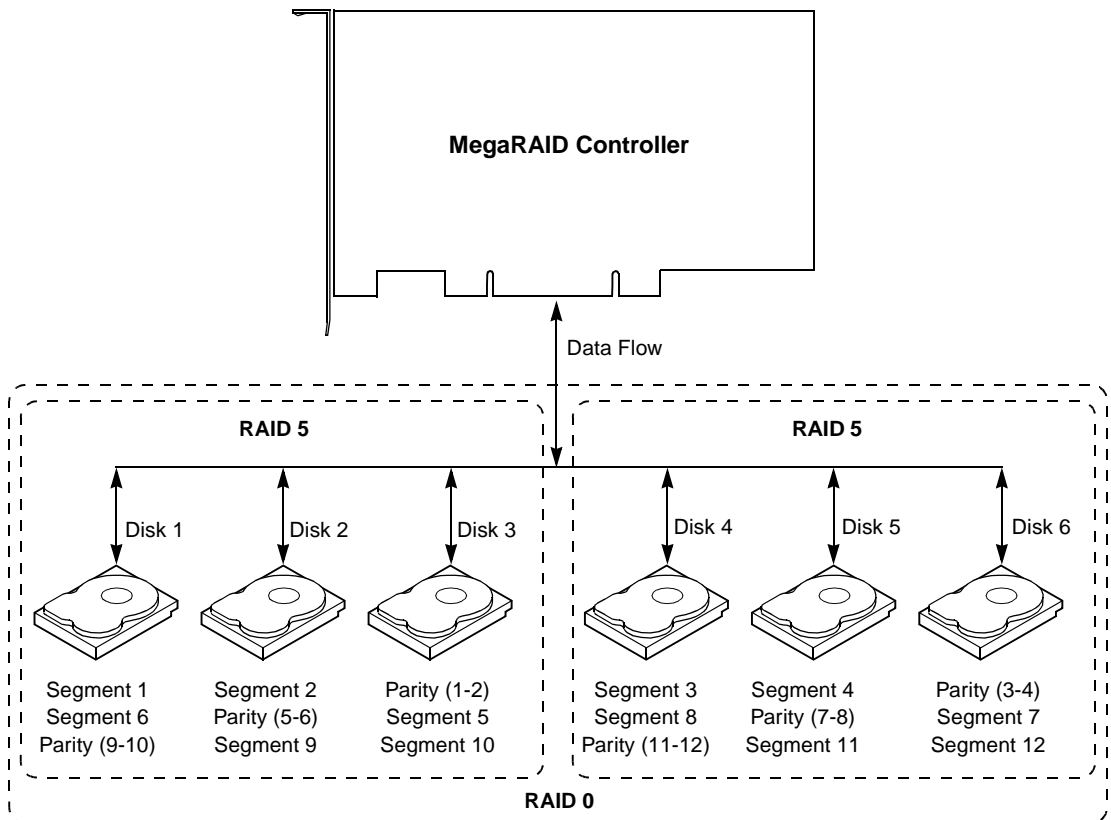 MegaRAID Controller
Data Flow
RAID 5
RAID 5
Disk 1
Disk 2
Disk 3
Disk 4
Disk 5
Disk 6
Segment 1
Segment 6
Parity (9-10)
Segment 2
Parity (5-6)
Segment 9
Parity (1-2)
Segment 5
Segment 10
Segment 3
Segment 8
Parity (11-12)
Segment 4
Parity (7-8)
Segment 11
Parity (3-4)
Segment 7
Segment 12
RAID 0